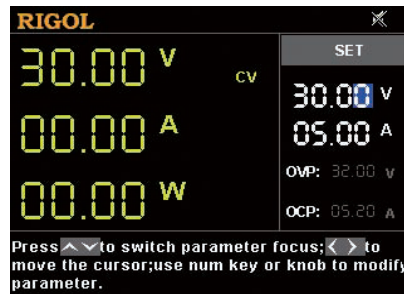 RIGOL
30.00 V
CV
00.00 A
00.00 W
SET
30.00 V
05.00 A
OVP: 32.00 V
OCP: 05.20 A
Press to switch parameter focus; to
move the cursor;use num key or knob to modify
parameter.